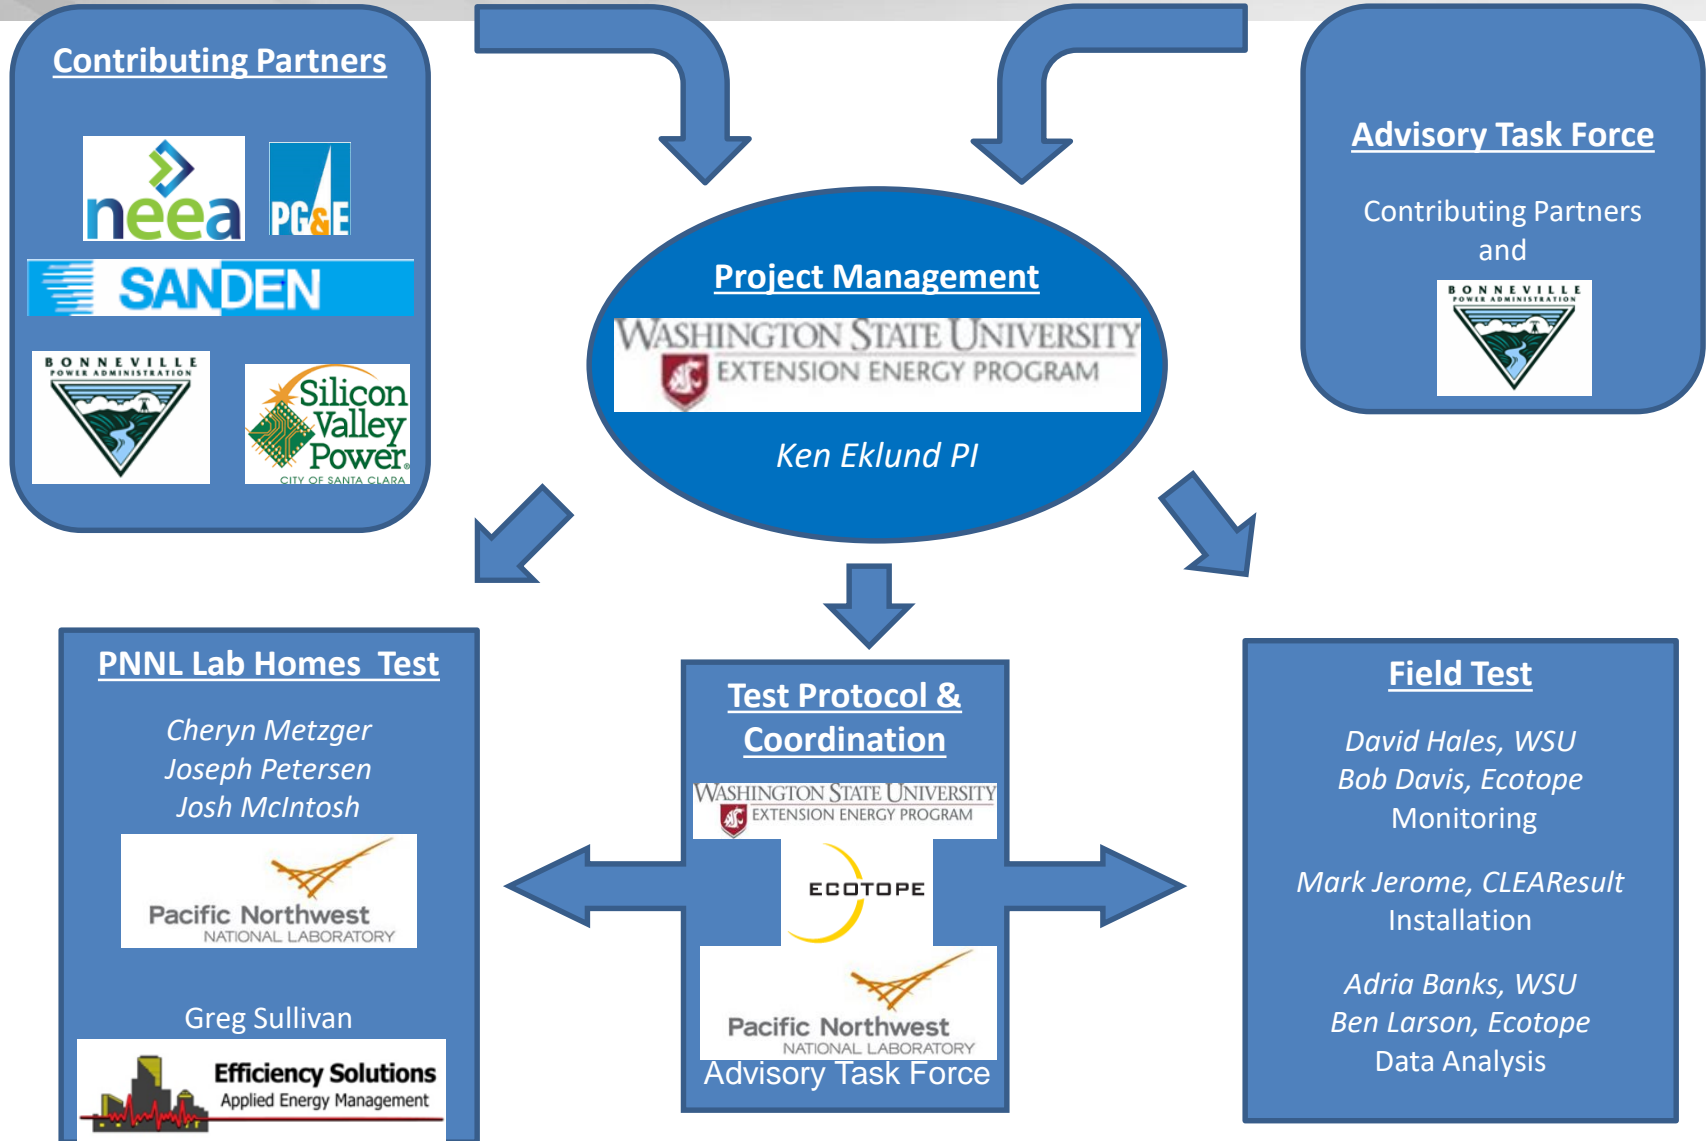 Contributing Partners
neea
PG&E
SANDEN
BONNEVILLE
POWER ADMINISTRATION
Silicon
Valley
Power®
CITY OF SANTA CLARA
Advisory Task Force
Contributing Partners
and
BONNEVILLE
POWER ADMINISTRATION
Project Management
WASHINGTON STATE UNIVERSITY
EXTENSION ENERGY PROGRAM
Ken Eklund PI
PNNL Lab Homes  Test
Cheryn Metzger
Joseph Petersen
Josh McIntosh
Pacific Northwest
NATIONAL LABORATORY
Greg Sullivan
Efficiency Solutions
Applied Energy Management
Test Protocol &
Coordination
WASHINGTON STATE UNIVERSITY
EXTENSION ENERGY PROGRAM
ECOTOPE
Pacific Northwest
NATIONAL LABORATORY
Advisory Task Force
Field Test
David Hales, WSU
Bob Davis, Ecotope
Monitoring
Mark Jerome, CLEAResult
Installation
Adria Banks, WSU
Ben Larson, Ecotope
Data Analysis